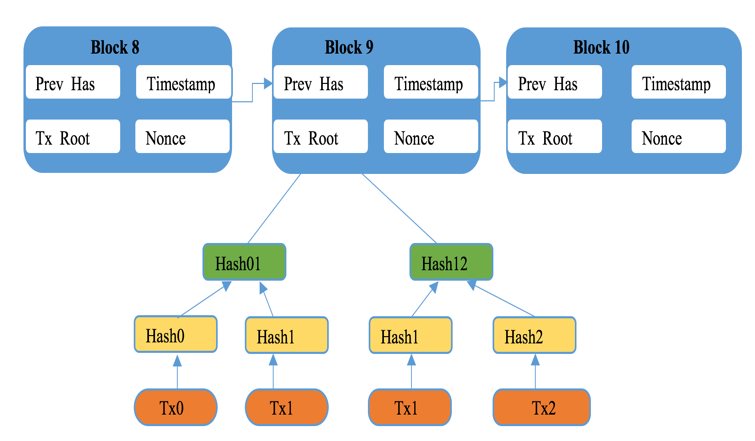 Block 8
Block 9
Block 10
Prev Has
Timestamp
Prev Has
Timestamp
Prev Has
Timestamp
Tx Root
Nonce
Tx Root
Nonce
Tx Root
Nonce
Hash01
Hash12
Hash0
Hash1
Hash1
Hash2
Tx0
Tx1
Tx1
Tx2